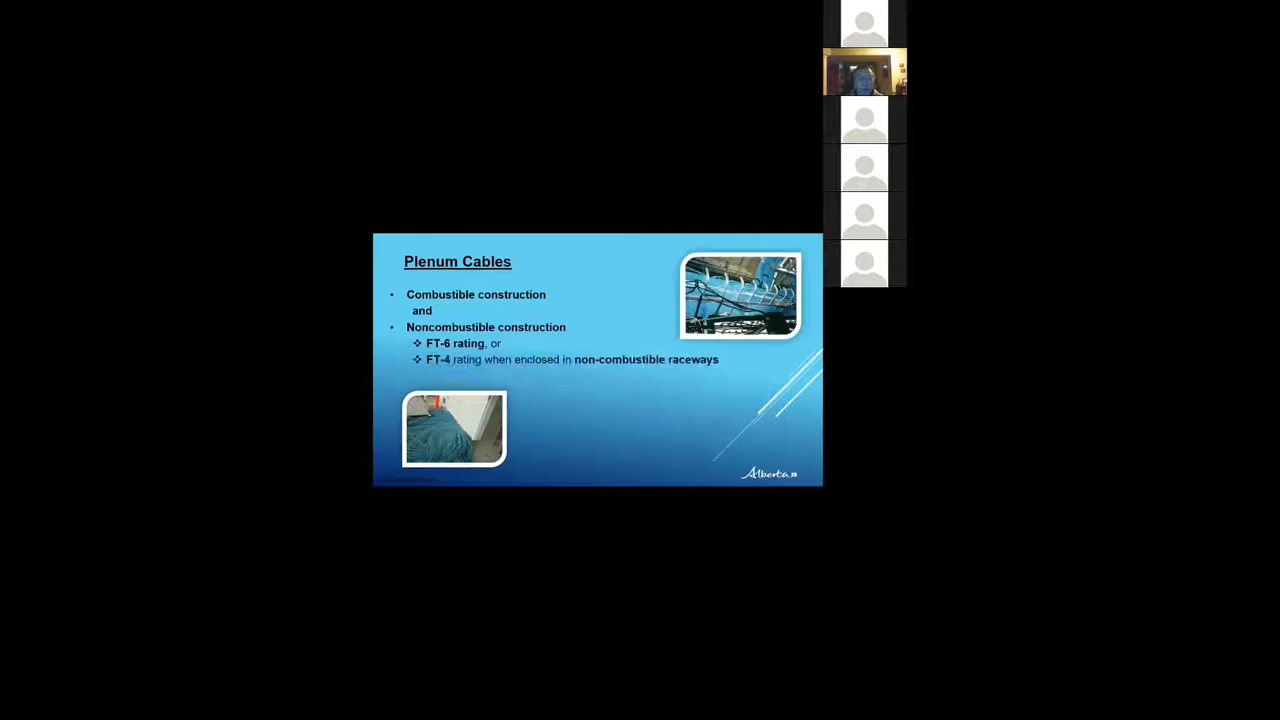 Plenum Cables
• Combustible construction
and
• Noncombustible construction
❖ FT-6 rating, or
❖ FT-4 rating when enclosed in non-combustible raceways
Alberta